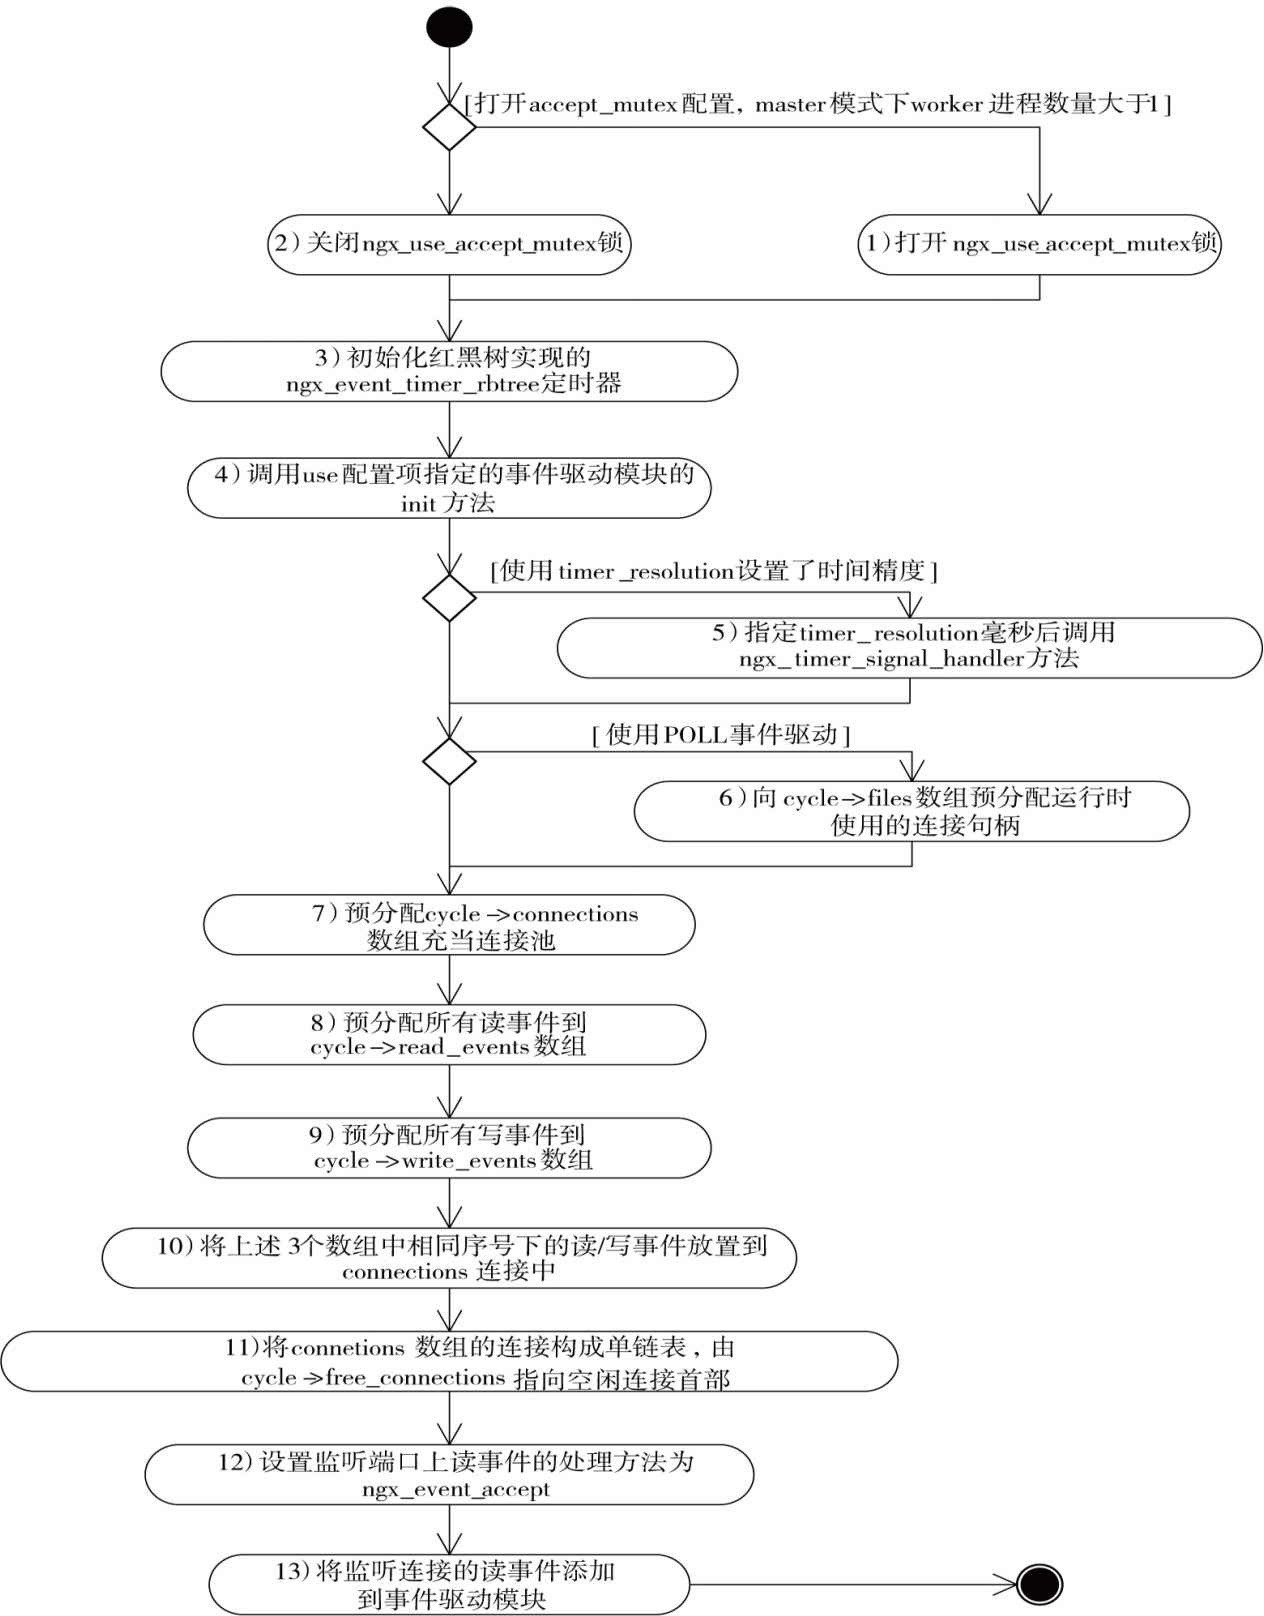 [打开accept_mutex配置, master模式下worker进程数量大于1]
2)关闭ngx_use_accept_mutex锁
1)打开 ngx_use_accept_mutex锁
3)初始化红黑树实现的
ngx_event_timer_rbtree定时器
4)调用use配置项指定的事件驱动模块的
init 方法
[使用 timer_resolution设置了时间精度]
5)指定timer_resolution毫秒后调用
ngx_timer_signal_handler方法
[使用POLL事件驱动]
6)向 cycle->files数组预分配运行时
使用的连接句柄
7)预分配cycle->connections
数组充当连接池
8)预分配所有读事件到
cycle->read_events数组
9)预分配所有写事件到
cycle->write_events数组
10)将上述 3个数组中相同序号下的读/写事件放置到
connections 连接中
11)将connetions 数组的连接构成单链表,由
cycle->free_connections 指向空闲连接首部
12)设置监听端口上读事件的处理方法为
ngx_event_accept
13)将监听连接的读事件添加
到事件驱动模块